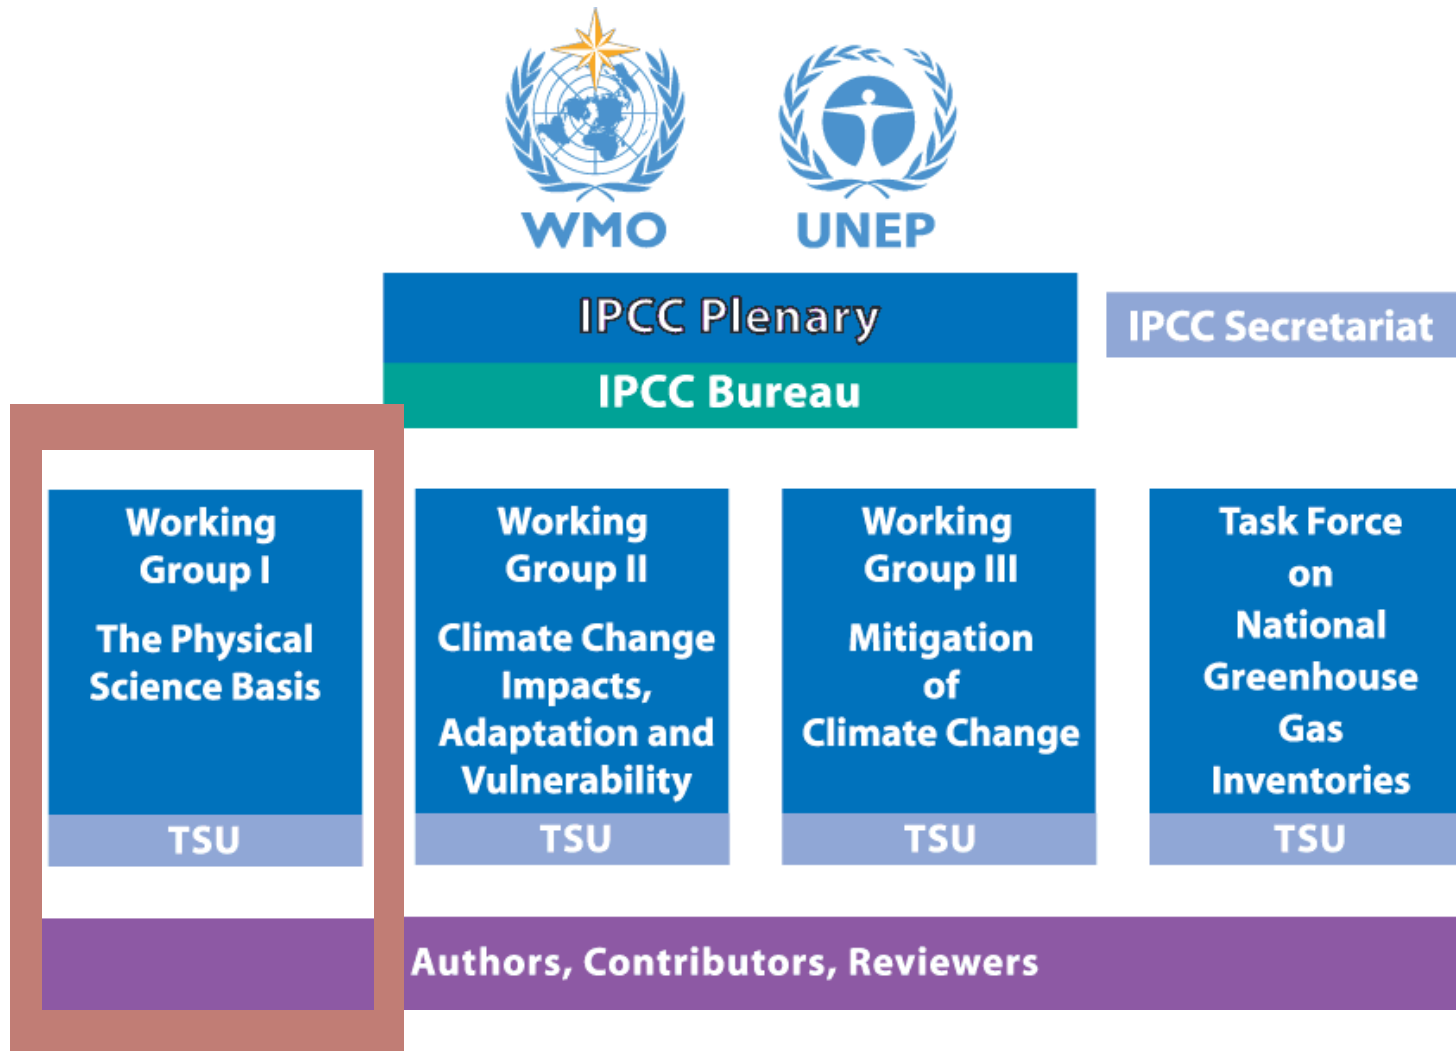 WMO
UNEP
IPCC Plenary
IPCC Secretariat
IPCC Bureau
Working
Group I
The Physical
Science Basis
TSU
Working
Group II
Climate Change
Impacts,
Adaptation and
Vulnerability
TSU
Working
Group III
Mitigation
of
Climate Change
TSU
Task Force
on
National
Greenhouse
Gas
Inventories
TSU
Authors, Contributors, Reviewers